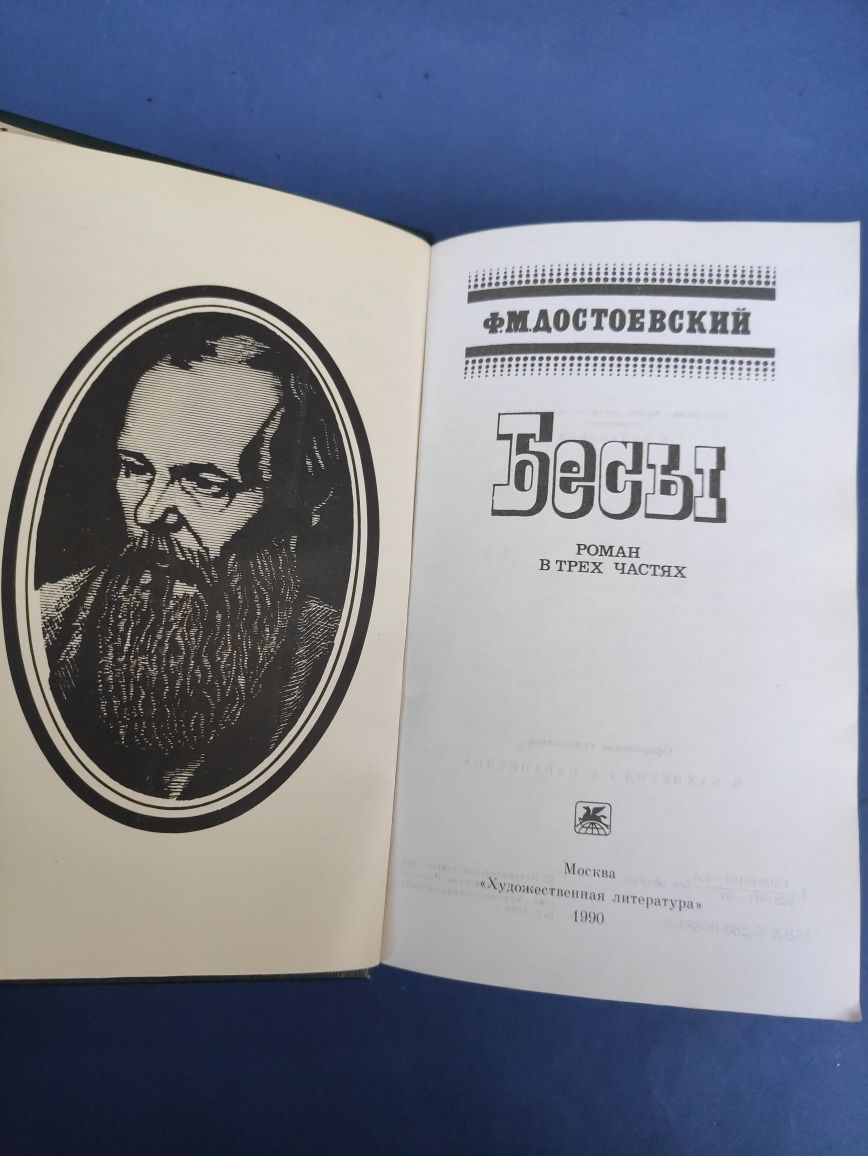 Ф.М.ДОСТОЕВСКИЙ
Бесы
РОМАН
В ТРЕХ ЧАСТЯХ
Москва
«Художественная литература»
1990